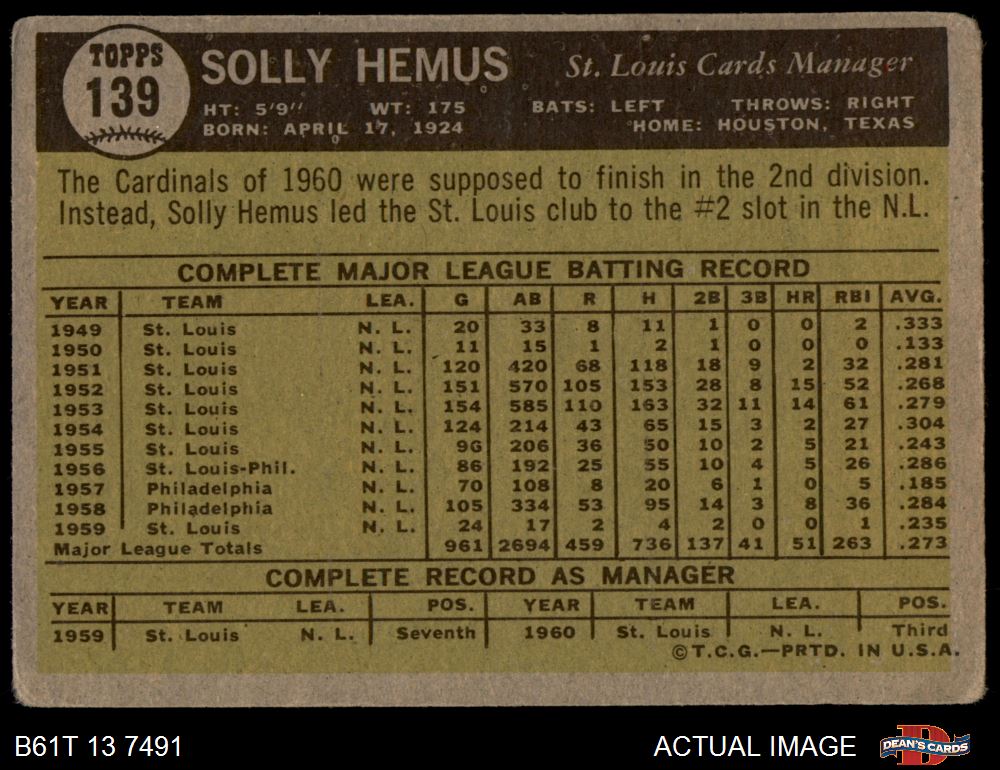 TOPPS
139
SOLLY HEMUS St. Louis Cards Manager
HT: 5'9" WT: 175 BATS: LEFT THROWS: RIGHT
BORN: APRIL 17, 1924 HOME: HOUSTON, TEXAS
The Cardinals of 1960 were supposed to finish in the 2nd division.
Instead, Solly Hemus led the St. Louis club to the #2 slot in the N.L.
COMPLETE MAJOR LEAGUE BATTING RECORD
YEAR TEAM LEA. G AB R H 2B 3B HR RBI AVG.
1949 St. Louis N. L. 20 33 8 11 1 0 0 2 .333
1950 St. Louis N. L. 11 15 1 2 1 0 0 0 .133
1951 St. Louis N. L. 120 420 68 118 18 9 2 32 .281
1952 St. Louis N. L. 151 570 105 153 28 8 15 52 .268
1953 St. Louis N. L. 154 585 110 163 32 11 14 61 .279
1954 St. Louis N. L. 124 214 43 65 15 3 2 27 .304
1955 St. Louis N. L. 96 206 36 50 10 2 5 21 .243
1956 St. Louis-Phil. N. L. 86 192 25 55 10 4 5 26 .286
1957 Philadelphia N. L. 70 108 8 20 6 1 0 5 .185
1958 Philadelphia N. L. 105 334 53 95 14 3 8 36 .284
1959 St. Louis N. L. 24 17 2 4 2 0 0 1 .235
Major League Totals 961 2694 459 736 137 41 51 263 .273
COMPLETE RECORD AS MANAGER
YEAR TEAM LEA. POS. YEAR TEAM LEA. POS.
1959 St. Louis N. L. Seventh 1960 St. Louis N. L. Third
©T.C.G.—PRTD. IN U.S.A.
B61T 13 7491 ACTUAL IMAGE D DEAN'S CARDS